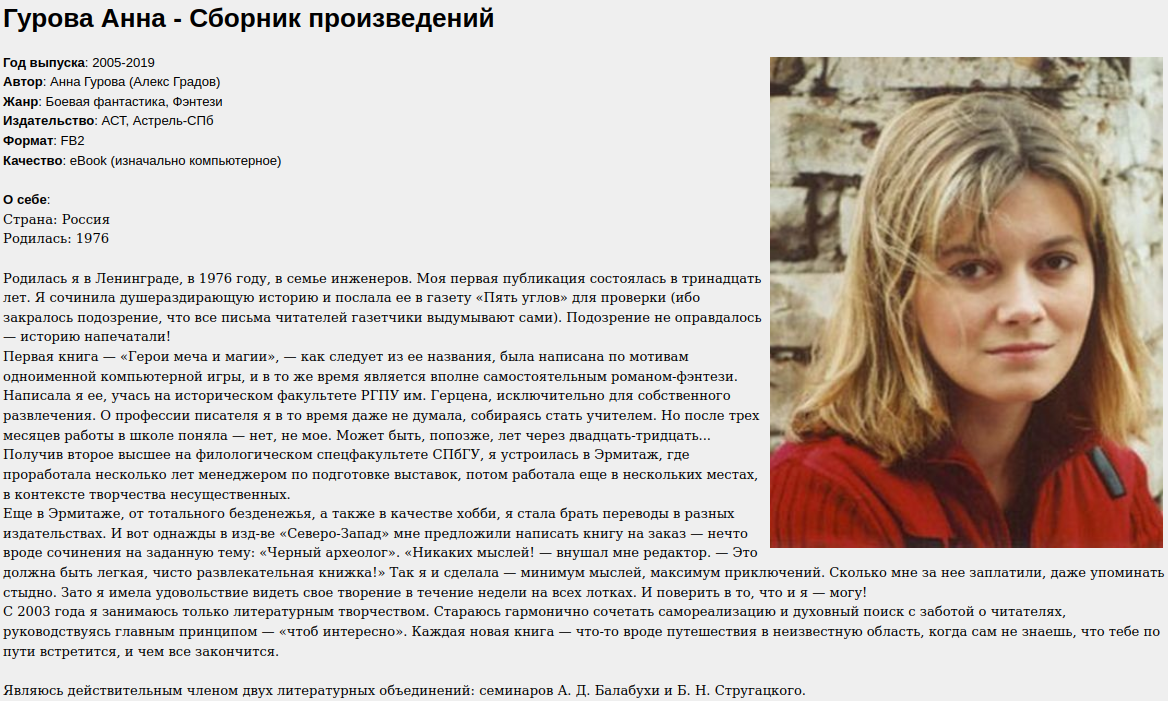 Гурова Анна - Сборник произведений
Год выпуска: 2005-2019
Автор: Анна Гурова (Алекс Градов)
Жанр: Боевая фантастика, Фэнтези
Издательство: АСТ, Астрель-СПб
Формат: FB2
Качество: eBook (изначально компьютерное)
О себе:
Страна: Россия
Родилась: 1976
Родилась я в Ленинграде, в 1976 году, в семье инженеров. Моя первая публикация состоялась в тринадцать
лет. Я сочинила душераздирающую историю и послала ее в газету «Пять углов» для проверки (ибо
закралось подозрение, что все письма читателей газетчики выдумывают сами). Подозрение не оправдалось
— историю напечатали!
Первая книга — «Герои меча и магии», — как следует из ее названия, была написана по мотивам
одноименной компьютерной игры, и в то же время является вполне самостоятельным романом-фэнтези.
Написала я ее, учась на историческом факультете РГПУ им. Герцена, исключительно для собственного
развлечения. О профессии писателя я в то время даже не думала, собираясь стать учителем. Но после трех
месяцев работы в школе поняла — нет, не мое. Может быть, попозже, лет через двадцать-тридцать...
Получив второе высшее на филологическом спецфакультете СПбГУ, я устроилась в Эрмитаж, где
проработала несколько лет менеджером по подготовке выставок, потом работала еще в нескольких местах,
в контексте творчества несущественных.
Еще в Эрмитаже, от тотального безденежья, а также в качестве хобби, я стала брать переводы в разных
издательствах. И вот однажды в изд-ве «Северо-Запад» мне предложили написать книгу на заказ — нечто
вроде сочинения на заданную тему: «Черный археолог». «Никаких мыслей! — внушал мне редактор. — Это
должна быть легкая, чисто развлекательная книжка!» Так я и сделала — минимум мыслей, максимум приключений. Сколько мне за нее заплатили, даже упоминать
стыдно. Зато я имела удовольствие видеть свое творение в течение недели на всех лотках. И поверить в то, что и я — могу!
С 2003 года я занимаюсь только литературным творчеством. Стараюсь гармонично сочетать самореализацию и духовный поиск с заботой о читателях,
руководствуясь главным принципом — «чтоб интересно». Каждая новая книга — что-то вроде путешествия в неизвестную область, когда сам не знаешь, что тебе по
пути встретится, и чем все закончится.
Являюсь действительным членом двух литературных объединений: семинаров А. Д. Балабухи и Б. Н. Стругацкого.